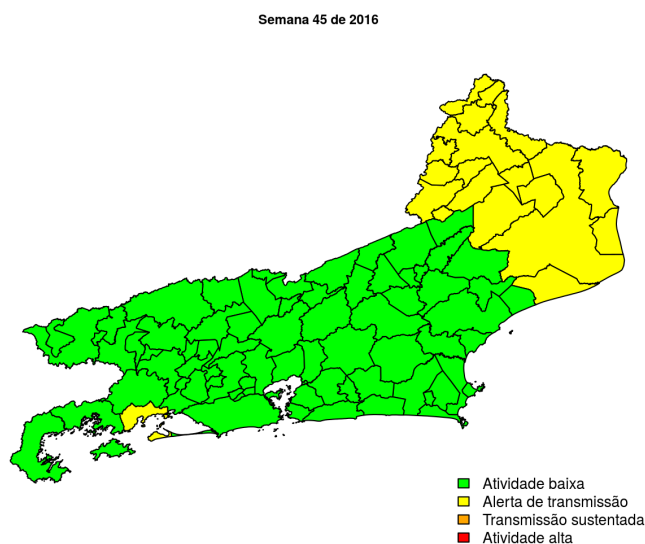 Semana 45 de 2016
Atividade baixa
Alerta de transmissão
Transmissão sustentada
Atividade alta